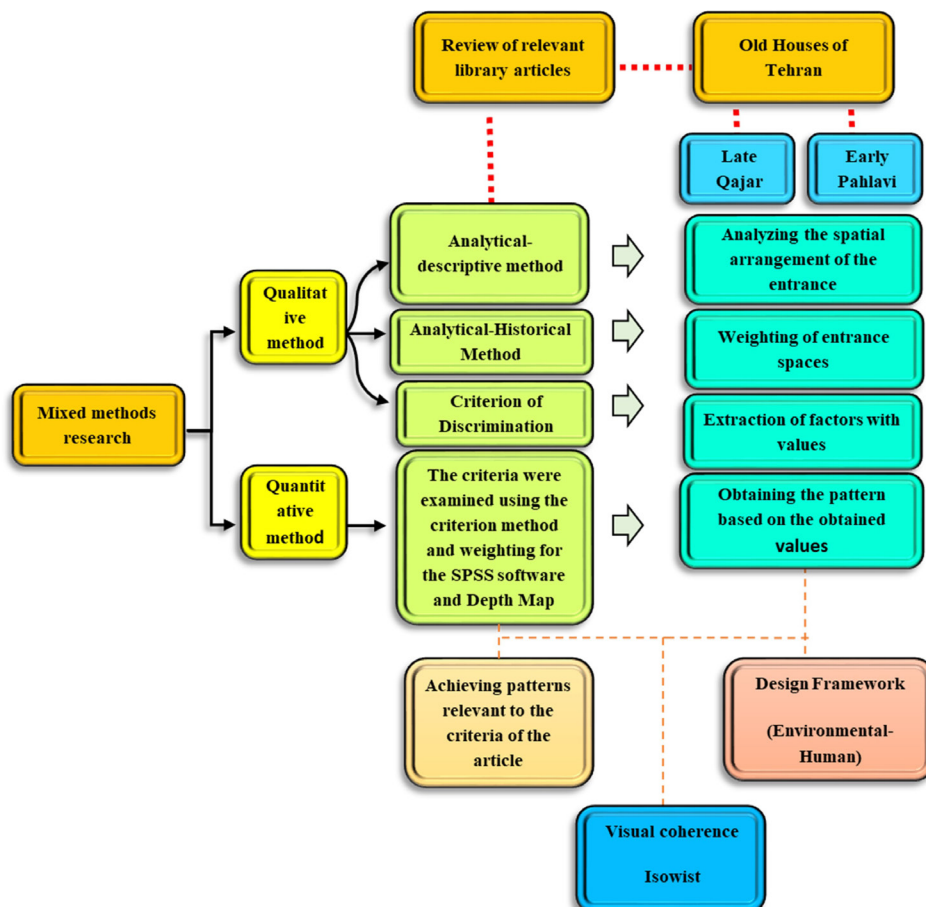 Review of relevant
library articles
Old Houses of
Tehran
Late
Qajar
Early
Pahlavi
Analytical-
descriptive method
Analyzing the spatial
arrangement of the
entrance
Qualitat
ive
method
Analytical-Historical
Method
Weighting of entrance
spaces
Mixed methods
research
Criterion of
Discrimination
Extraction of factors with
values
Quantit
ative
method
The criteria were
examined using the
criterion method
and weighting for
the SPSS software
and Depth Map
Obtaining the pattern
based on the obtained
values
Achieving patterns
relevant to the
criteria of the
article
Design Framework
(Environmental-
Human)
Visual coherence
Isowist